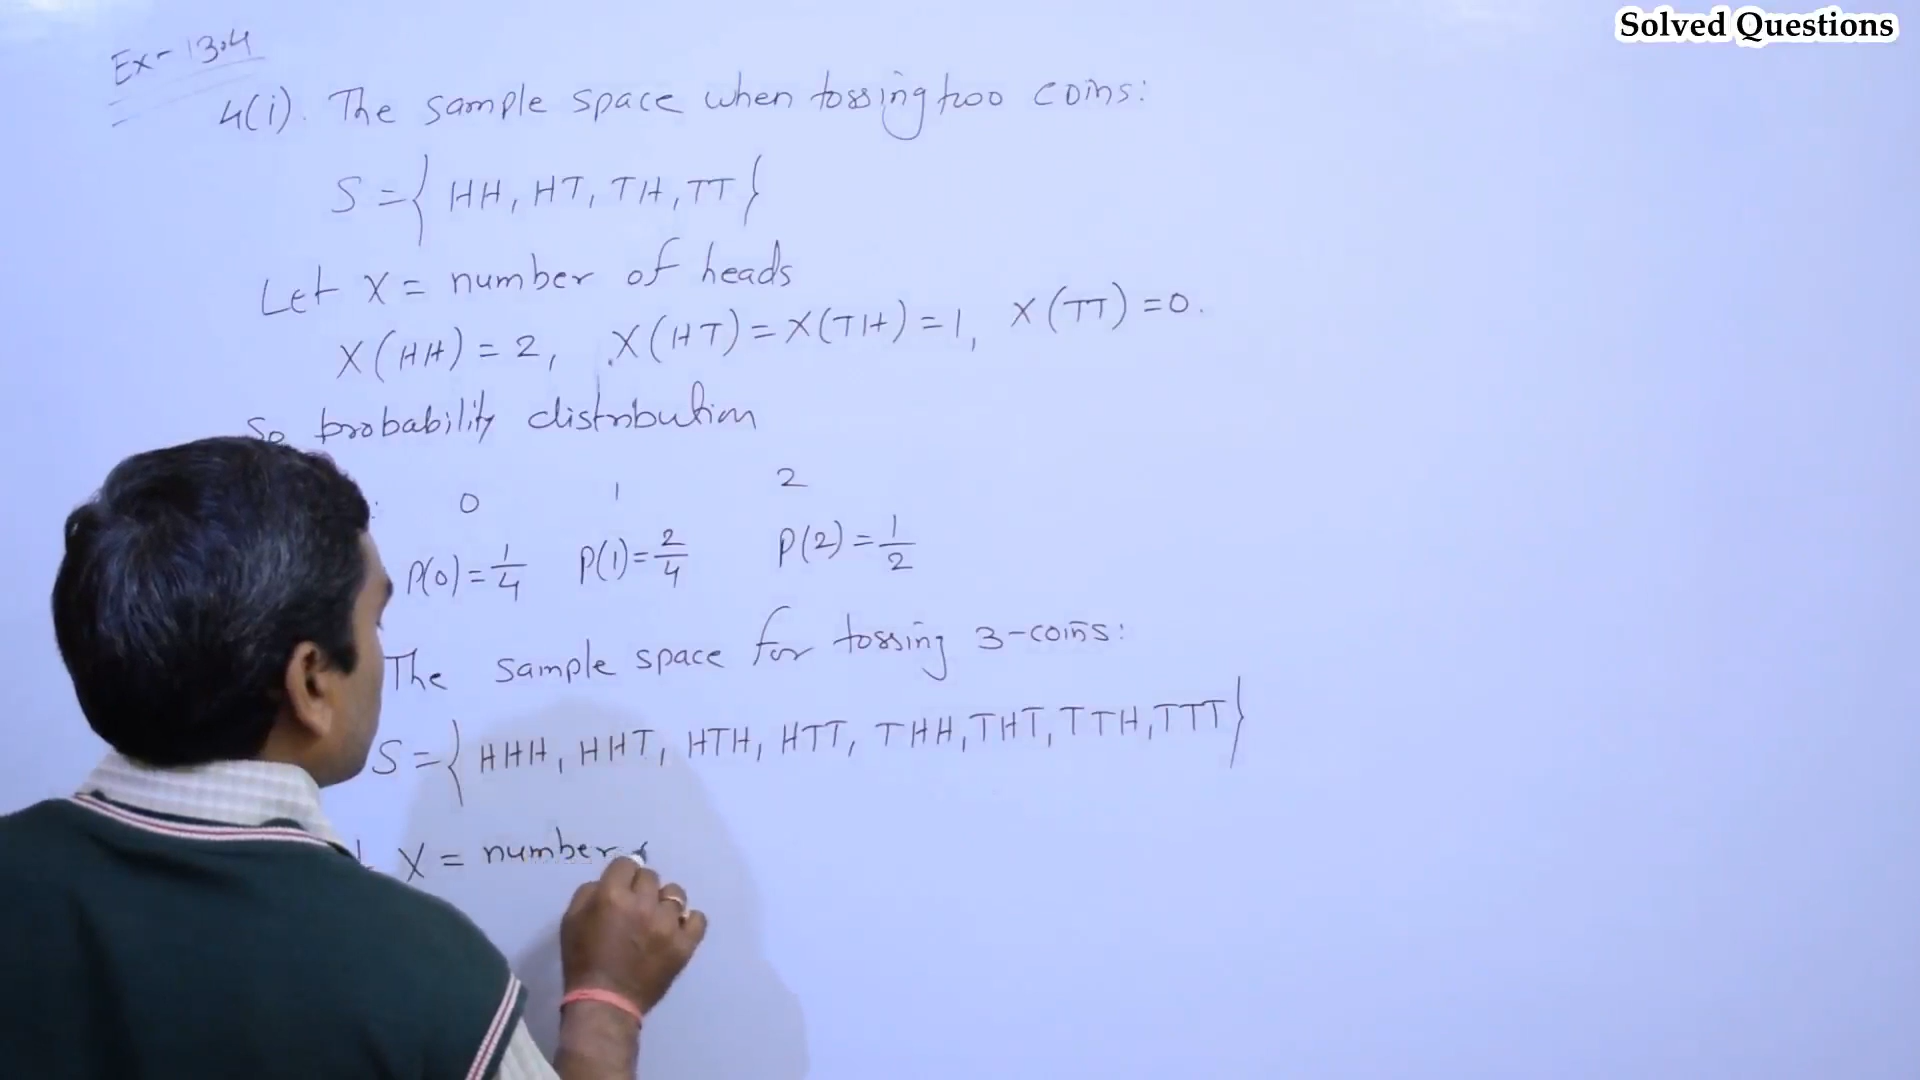 Solved Questions
Ex- 13.4
4(i). The sample space when tossing two coins:
S = { HH, HT, TH, TT }
Let X = number of heads
X(HH) = 2, X(HT) = X(TH) = 1, X(TT) = 0.
So probability distribution
: 0 1 2
P(0) = 1/4 P(1) = 2/4 P(2) = 1/2
The sample space for tossing 3-coins:
S = { HHH, HHT, HTH, HTT, THH, THT, TTH, TTT }
X = number